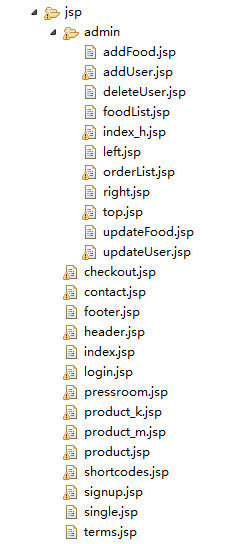 jsp
admin
addFood.jsp
addUser.jsp
deleteUser.jsp
foodList.jsp
index_h.jsp
left.jsp
orderList.jsp
right.jsp
top.jsp
updateFood.jsp
updateUser.jsp
checkout.jsp
contact.jsp
footer.jsp
header.jsp
index.jsp
login.jsp
pressroom.jsp
product_k.jsp
product_m.jsp
product.jsp
shortcodes.jsp
signup.jsp
single.jsp
terms.jsp